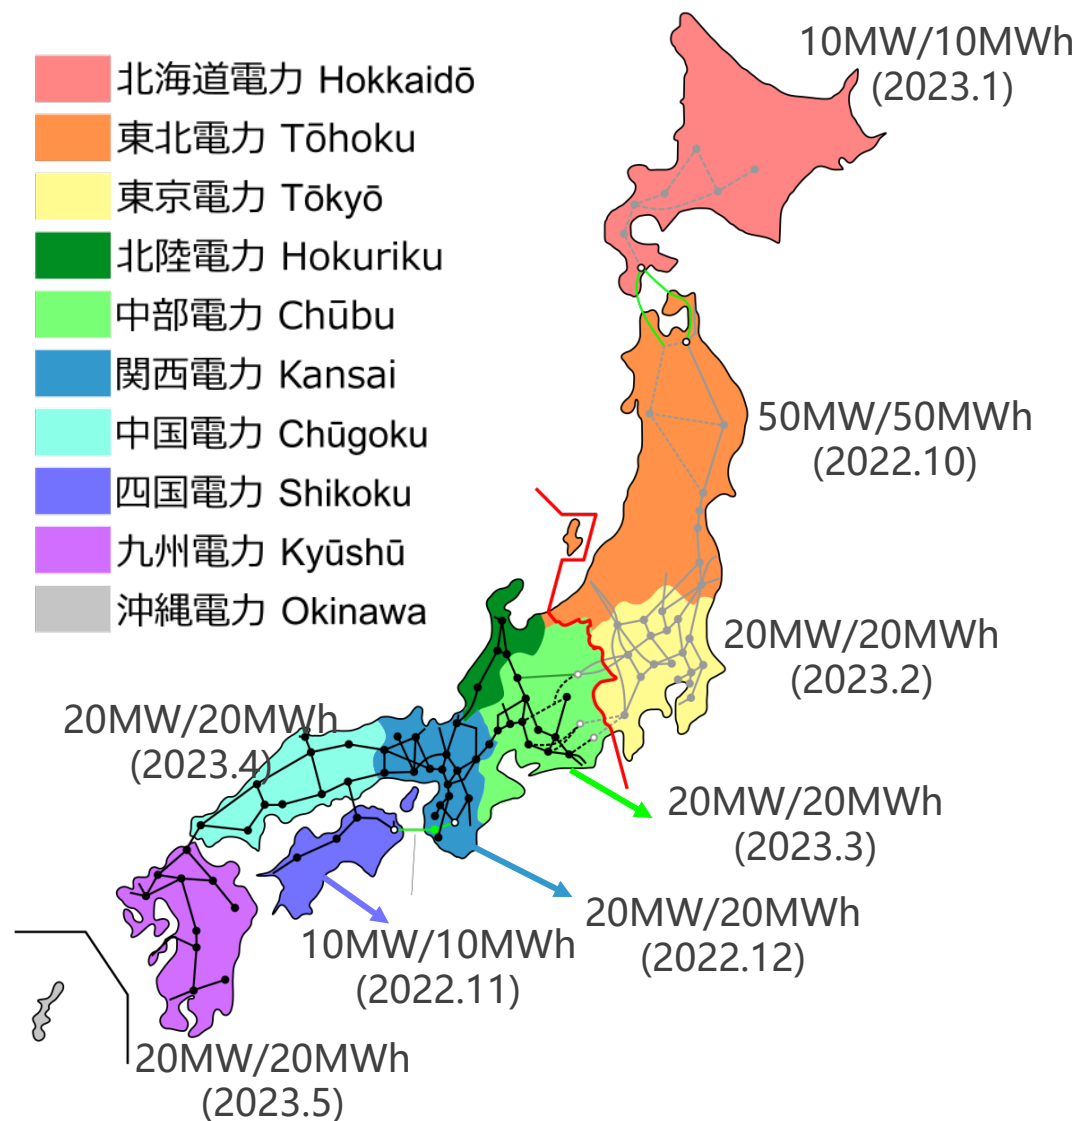 北海道電力 Hokkaidō
東北電力 Tōhoku
東京電力 Tōkyō
北陸電力 Hokuriku
中部電力 Chūbu
関西電力 Kansai
中国電力 Chūgoku
四国電力 Shikoku
九州電力 Kyūshū
沖縄電力 Okinawa
10MW/10MWh
(2023.1)
50MW/50MWh
(2022.10)
20MW/20MWh
(2023.2)
20MW/20MWh
(2023.4)
20MW/20MWh
(2023.3)
20MW/20MWh
(2022.12)
10MW/10MWh
(2022.11)
20MW/20MWh
(2023.5)